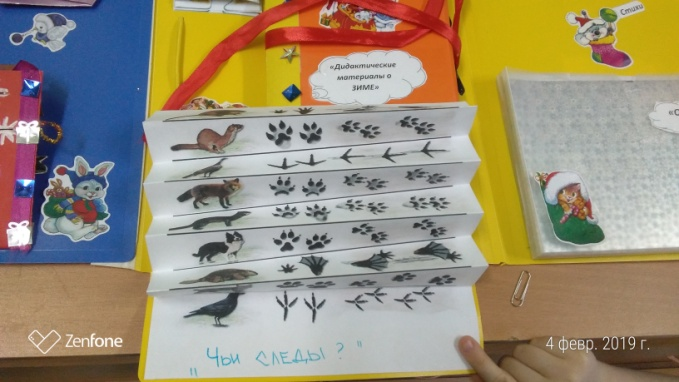 Стихи
«Дидактические
материалы о
ЗИМЕ»
«О
"Чьи следы?"
Zenfone
4 февр. 2019 г.